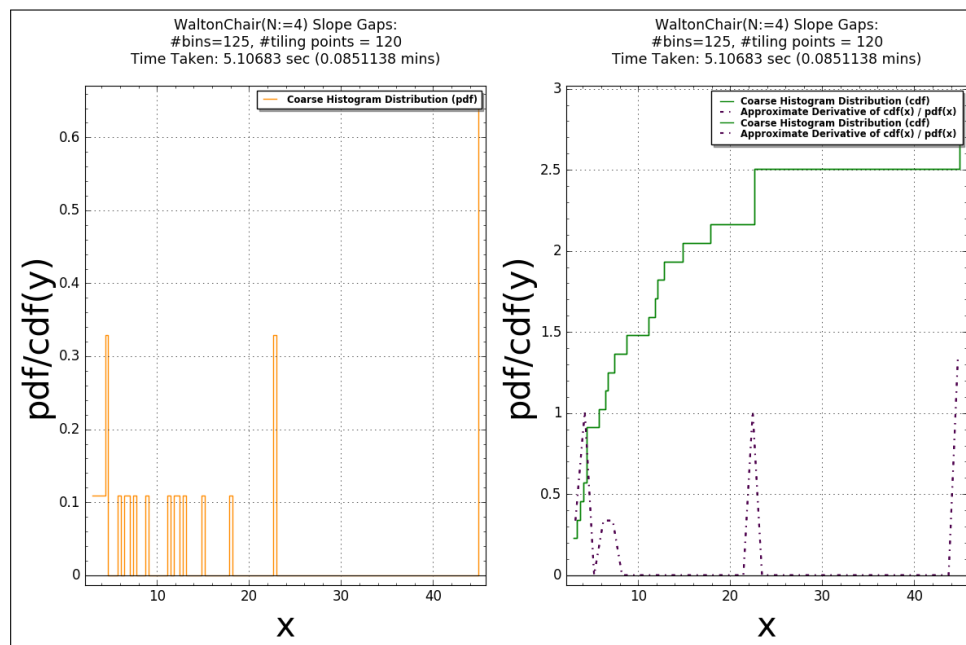 WaltonChair(N:=4) Slope Gaps:
#bins=125, #tiling points = 120
Time Taken: 5.10683 sec (0.0851138 mins)
Coarse Histogram Distribution (pdf)
pdf/cdf(y)
0.6
0.5
0.4
0.3
0.2
0.1
0
10
20
30
40
x
WaltonChair(N:=4) Slope Gaps:
#bins=125, #tiling points = 120
Time Taken: 5.10683 sec (0.0851138 mins)
Coarse Histogram Distribution (cdf)
Approximate Derivative of cdf(x) / pdf(x)
Coarse Histogram Distribution (cdf)
Approximate Derivative of cdf(x) / pdf(x)
pdf/cdf(y)
3
2.5
2
1.5
1
0.5
0
10
20
30
40
x